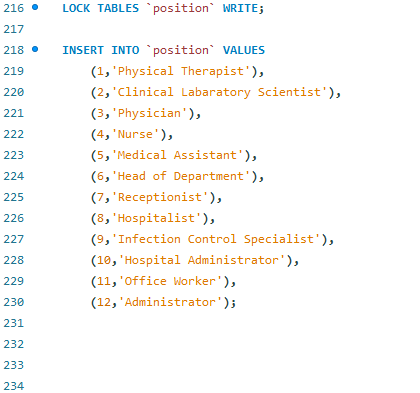 216 LOCK TABLES `position` WRITE;
217
218 INSERT INTO `position` VALUES
219 (1,'Physical Therapist'),
220 (2,'Clinical Labaratory Scientist'),
221 (3,'Physician'),
222 (4,'Nurse'),
223 (5,'Medical Assistant'),
224 (6,'Head of Department'),
225 (7,'Receptionist'),
226 (8,'Hospitalist'),
227 (9,'Infection Control Specialist'),
228 (10,'Hospital Administrator'),
229 (11,'Office Worker'),
230 (12,'Administrator');
231
232
233
234